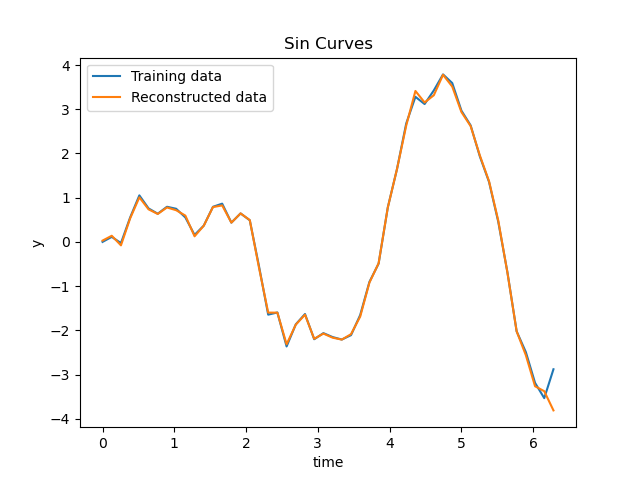 Sin Curves
Training data
Reconstructed data
y
4
3
2
1
0
−1
−2
−3
−4
0 1 2 3 4 5 6
time